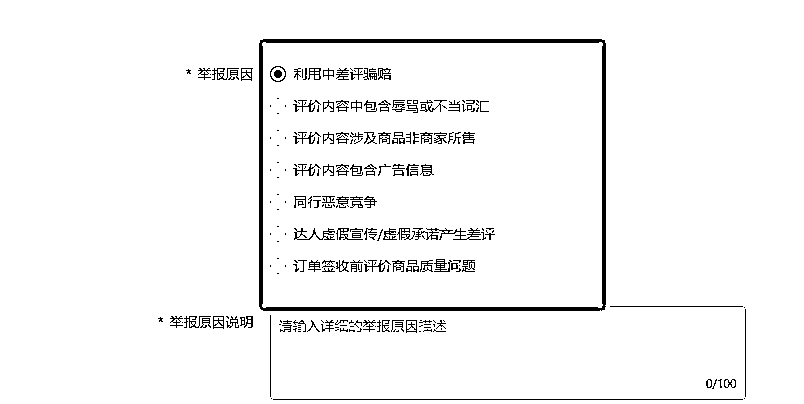 * 举报原因 利用中差评骗赔
评价内容中包含辱骂或不当词汇
评价内容涉及商品非商家所售
评价内容包含广告信息
同行恶意竞争
达人虚假宣传/虚假承诺产生差评
订单签收前评价商品质量问题
* 举报原因说明 请输入详细的举报原因描述
0/100